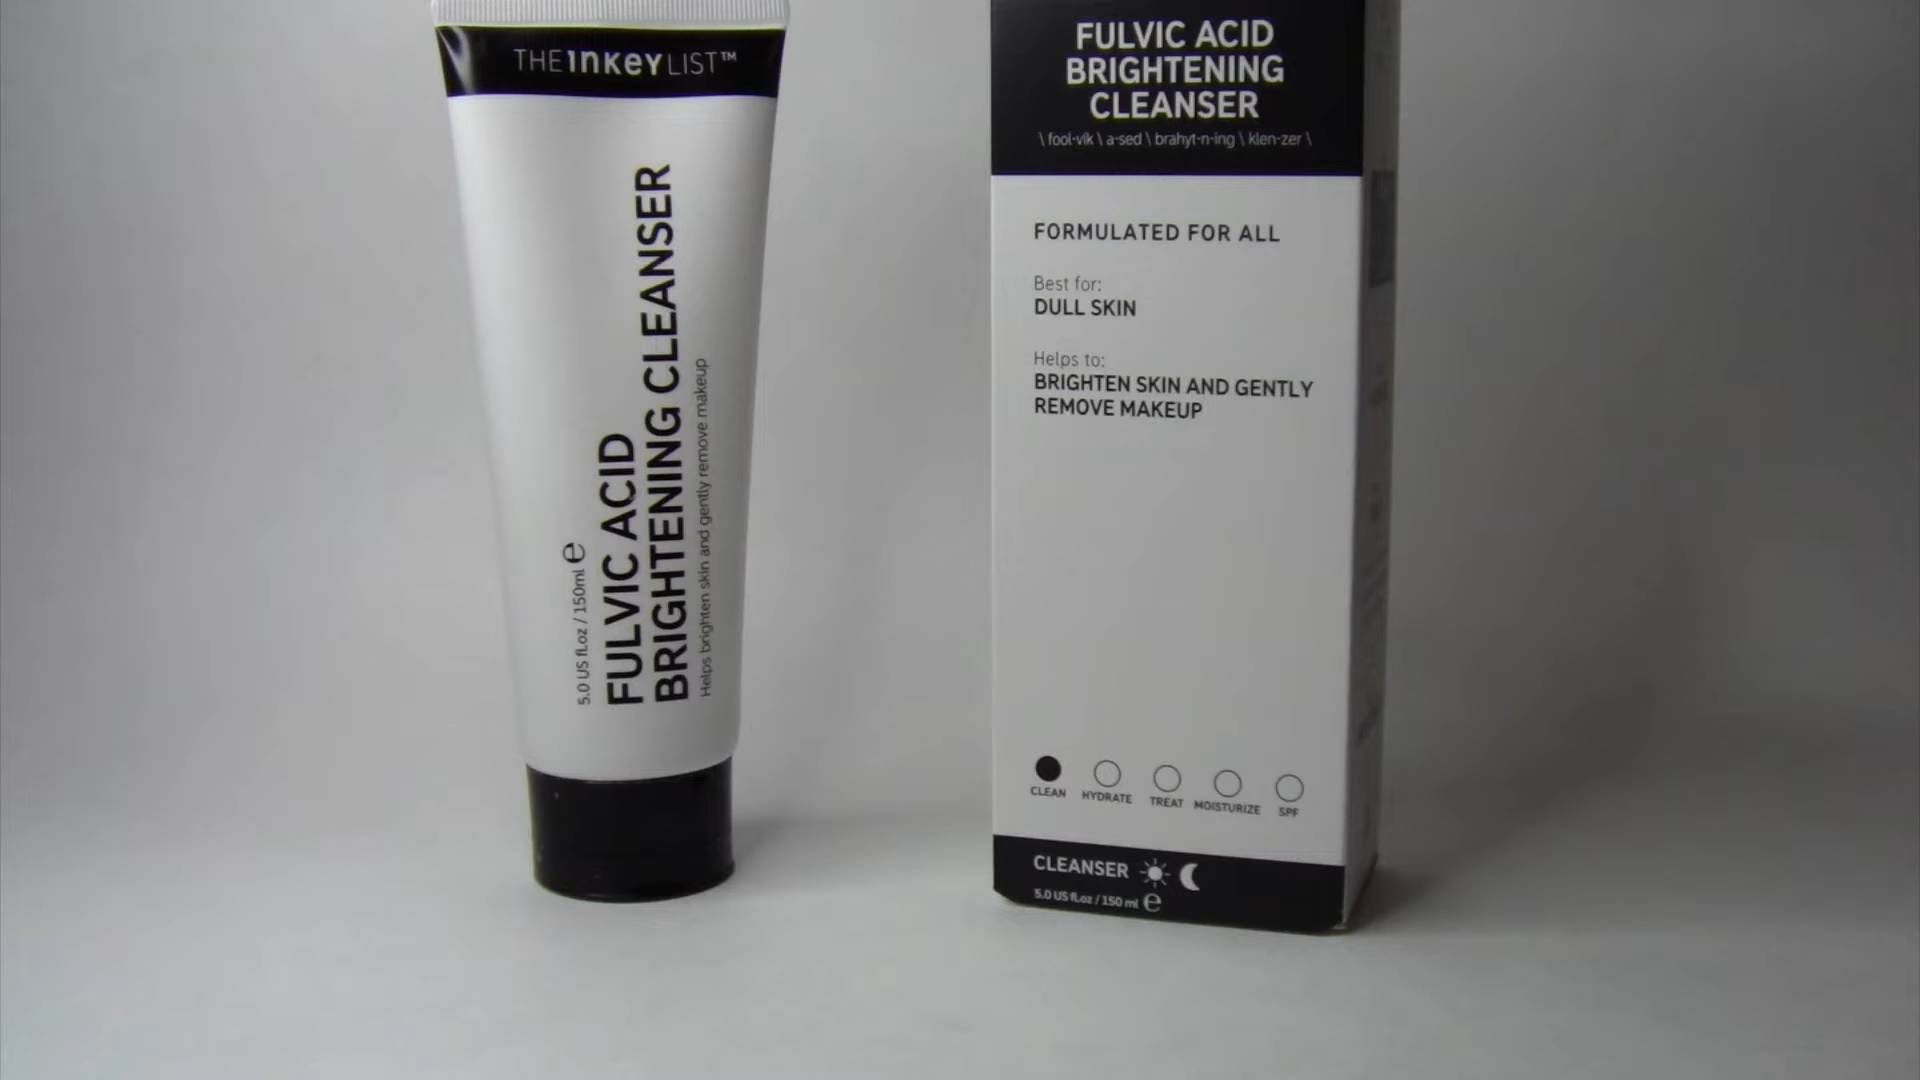 THE INKEY LIST™
5.0 US fl.oz / 150ml ℮
FULVIC ACID
BRIGHTENING CLEANSER
Helps brighten skin and gently remove makeup
FULVIC ACID
BRIGHTENING
CLEANSER
\ fool-vik \ a-sed \ brahyt-n-ing \ klen-zer \
FORMULATED FOR ALL
Best for:
DULL SKIN
Helps to:
BRIGHTEN SKIN AND GENTLY
REMOVE MAKEUP
CLEAN HYDRATE TREAT MOISTURIZE SPF
CLEANSER
5.0 US fl.oz / 150 ml ℮